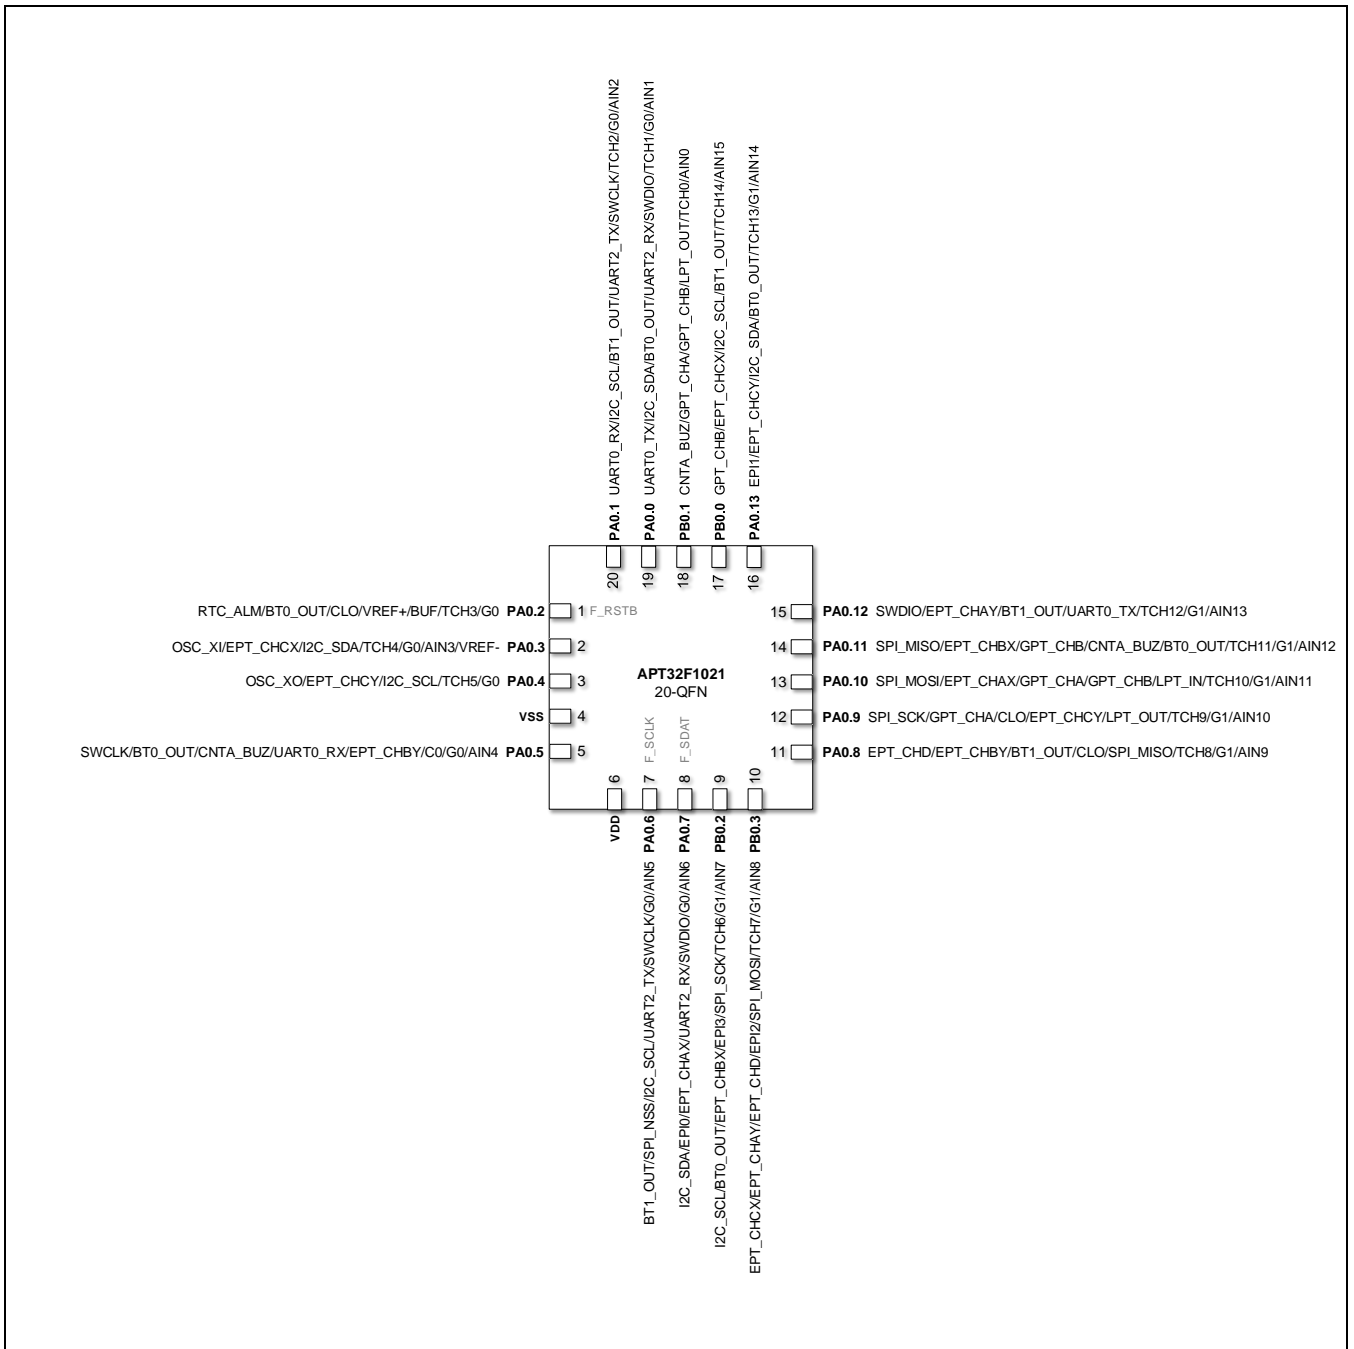 PA0.1 UART0_RX/I2C_SCL/BT1_OUT/UART2_TX/SWCLK/TCH2/G0/AIN2
PA0.0 UART0_TX/I2C_SDA/BT0_OUT/UART2_RX/SWDIO/TCH1/G0/AIN1
PB0.1 CNTA_BUZ/GPT_CHA/GPT_CHB/LPT_OUT/TCH0/AIN0
PB0.0 GPT_CHB/EPT_CHCX/I2C_SCL/BT1_OUT/TCH14/AIN15
PA0.13 EPI1/EPT_CHCY/I2C_SDA/BT0_OUT/TCH13/G1/AIN14
20 19 18 17 16
RTC_ALM/BT0_OUT/CLO/VREF+/BUF/TCH3/G0 PA0.2 1 F_RSTB
OSC_XI/EPT_CHCX/I2C_SDA/TCH4/G0/AIN3/VREF- PA0.3 2
OSC_XO/EPT_CHCY/I2C_SCL/TCH5/G0 PA0.4 3
VSS 4
SWCLK/BT0_OUT/CNTA_BUZ/UART0_RX/EPT_CHBY/C0/G0/AIN4 PA0.5 5
APT32F1021
20-QFN
F_SCLK
F_SDAT
15 PA0.12 SWDIO/EPT_CHAY/BT1_OUT/UART0_TX/TCH12/G1/AIN13
14 PA0.11 SPI_MISO/EPT_CHBX/GPT_CHB/CNTA_BUZ/BT0_OUT/TCH11/G1/AIN12
13 PA0.10 SPI_MOSI/EPT_CHAX/GPT_CHA/GPT_CHB/LPT_IN/TCH10/G1/AIN11
12 PA0.9 SPI_SCK/GPT_CHA/CLO/EPT_CHCY/LPT_OUT/TCH9/G1/AIN10
11 PA0.8 EPT_CHD/EPT_CHBY/BT1_OUT/CLO/SPI_MISO/TCH8/G1/AIN9
6 7 8 9 10
VDD
BT1_OUT/SPI_NSS/I2C_SCL/UART2_TX/SWCLK/G0/AIN5 PA0.6
I2C_SDA/EPI0/EPT_CHAX/UART2_RX/SWDIO/G0/AIN6 PA0.7
I2C_SCL/BT0_OUT/EPT_CHBX/EPI3/SPI_SCK/TCH6/G1/AIN7 PB0.2
EPT_CHCX/EPT_CHAY/EPT_CHD/EPI2/SPI_MOSI/TCH7/G1/AIN8 PB0.3